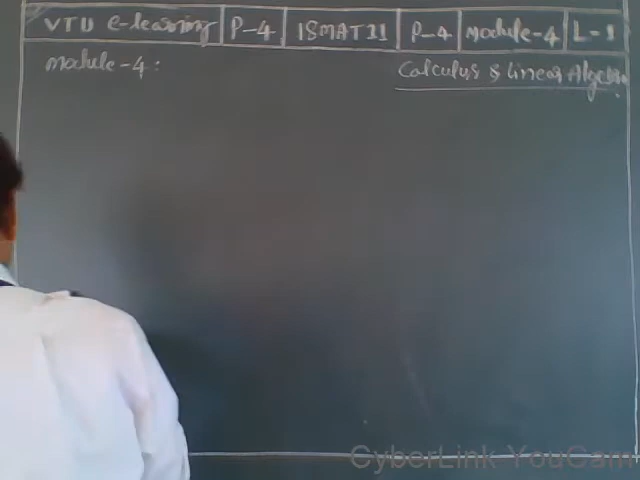 VTU e-learning P-4 18MAT11 P-4 Module-4 L-1
Module-4: Calculus & Linear Algebra
CyberLink YouCam